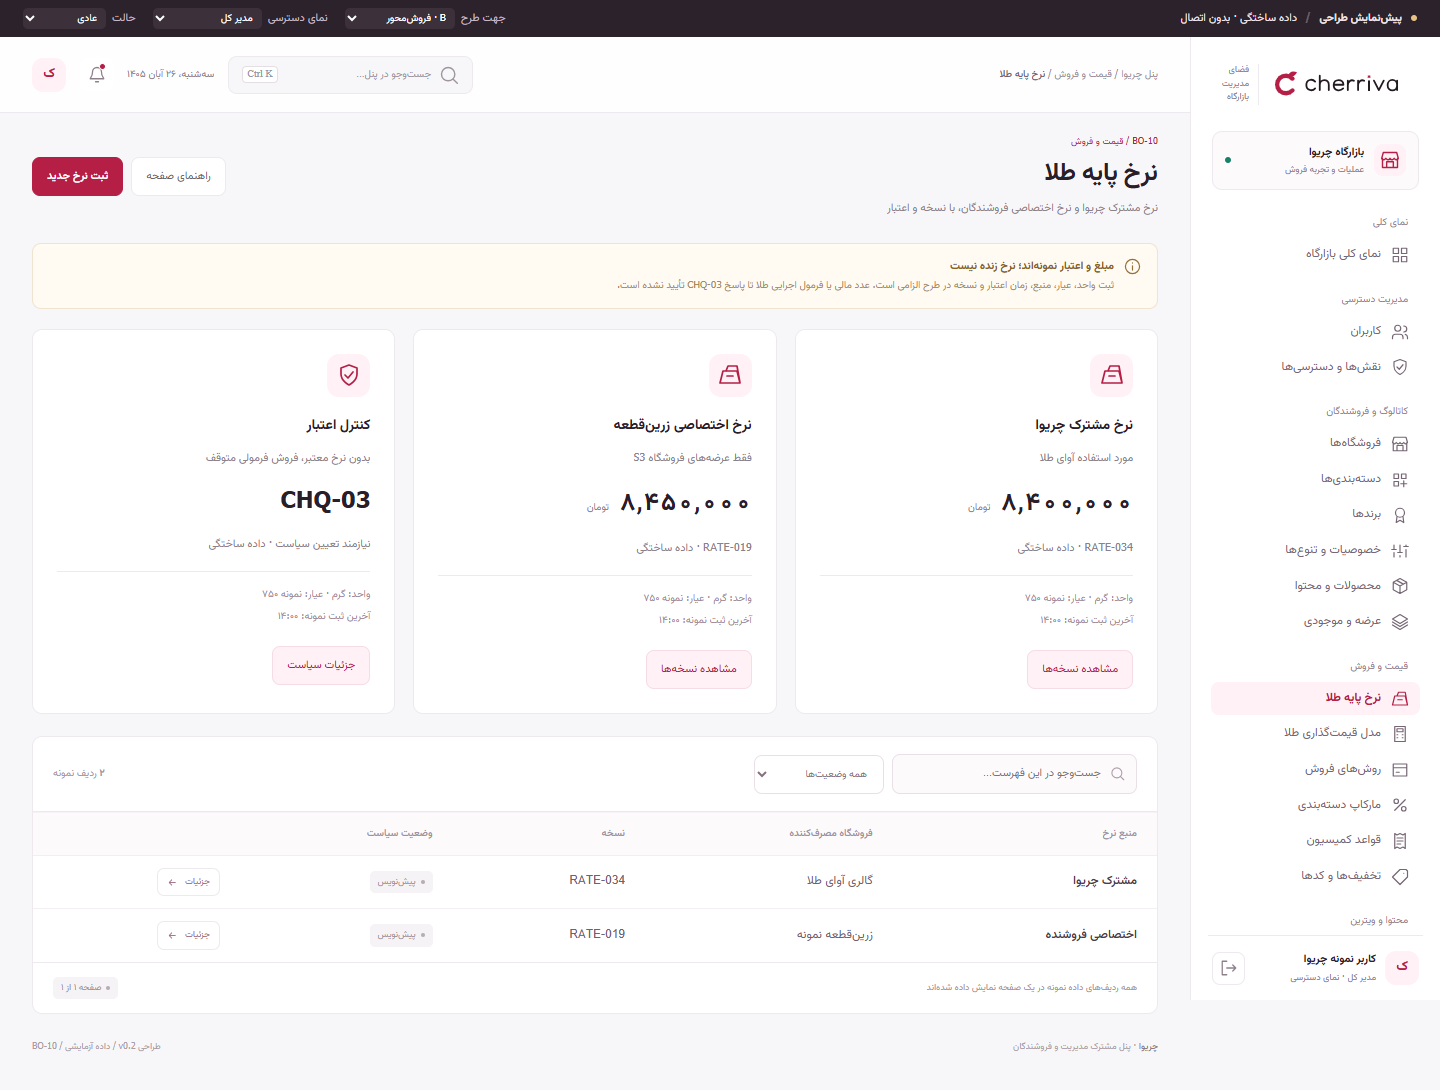 پیش‌نمایش طراحی / داده ساختگی · بدون اتصال
جهت طرح B · فروش‌محور نمای دسترسی مدیر کل حالت عادی
cherriva
فضای
مدیریت
بازارگاه
بازارگاه چریوا
عملیات و تجربه فروش
نمای کلی
نمای کلی بازارگاه
مدیریت دسترسی
کاربران
نقش‌ها و دسترسی‌ها
کاتالوگ و فروشندگان
فروشگاه‌ها
دسته‌بندی‌ها
برندها
خصوصیات و تنوع‌ها
محصولات و محتوا
عرضه و موجودی
قیمت و فروش
نرخ پایه طلا
مدل قیمت‌گذاری طلا
روش‌های فروش
مارکاپ دسته‌بندی
قواعد کمیسیون
تخفیف‌ها و کدها
محتوا و ویترین
ک
کاربر نمونه چریوا
مدیر کل · نمای دسترسی
پنل چریوا / قیمت و فروش / نرخ پایه طلا
جست‌وجو در پنل... Ctrl K
سه‌شنبه، ۲۶ آبان ۱۴۰۵
ک
BO-10 / قیمت و فروش
نرخ پایه طلا
نرخ مشترک چریوا و نرخ اختصاصی فروشندگان، با نسخه و اعتبار
راهنمای صفحه
ثبت نرخ جدید
مبلغ و اعتبار نمونه‌اند؛ نرخ زنده نیست
ثبت واحد، عیار، منبع، زمان اعتبار و نسخه در طرح الزامی است. عدد مالی یا فرمول اجرایی طلا تا پاسخ CHQ-03 تأیید نشده است.
نرخ مشترک چریوا
مورد استفاده آوای طلا
۸,۴۰۰,۰۰۰ تومان
RATE-034 · داده ساختگی
واحد: گرم · عیار: نمونه ۷۵۰
آخرین ثبت نمونه: ۱۴:۰۰
مشاهده نسخه‌ها
نرخ اختصاصی زرین‌قطعه
فقط عرضه‌های فروشگاه S3
۸,۴۵۰,۰۰۰ تومان
RATE-019 · داده ساختگی
واحد: گرم · عیار: نمونه ۷۵۰
آخرین ثبت نمونه: ۱۴:۰۰
مشاهده نسخه‌ها
کنترل اعتبار
بدون نرخ معتبر، فروش فرمولی متوقف
CHQ-03
نیازمند تعیین سیاست · داده ساختگی
واحد: گرم · عیار: نمونه ۷۵۰
آخرین ثبت نمونه: ۱۴:۰۰
جزئیات سیاست
جست‌وجو در این فهرست...
همه وضعیت‌ها
۲ ردیف نمونه
منبع نرخ فروشگاه مصرف‌کننده نسخه وضعیت سیاست
مشترک چریوا گالری آوای طلا RATE-034 پیش‌نویس جزئیات ←
اختصاصی فروشنده زرین‌قطعه نمونه RATE-019 پیش‌نویس جزئیات ←
همه ردیف‌های داده نمونه در یک صفحه نمایش داده شده‌اند
صفحه ۱ از ۱
چریوا · پنل مشترک مدیریت و فروشندگان
طراحی v0.2 / داده آزمایشی / BO-10